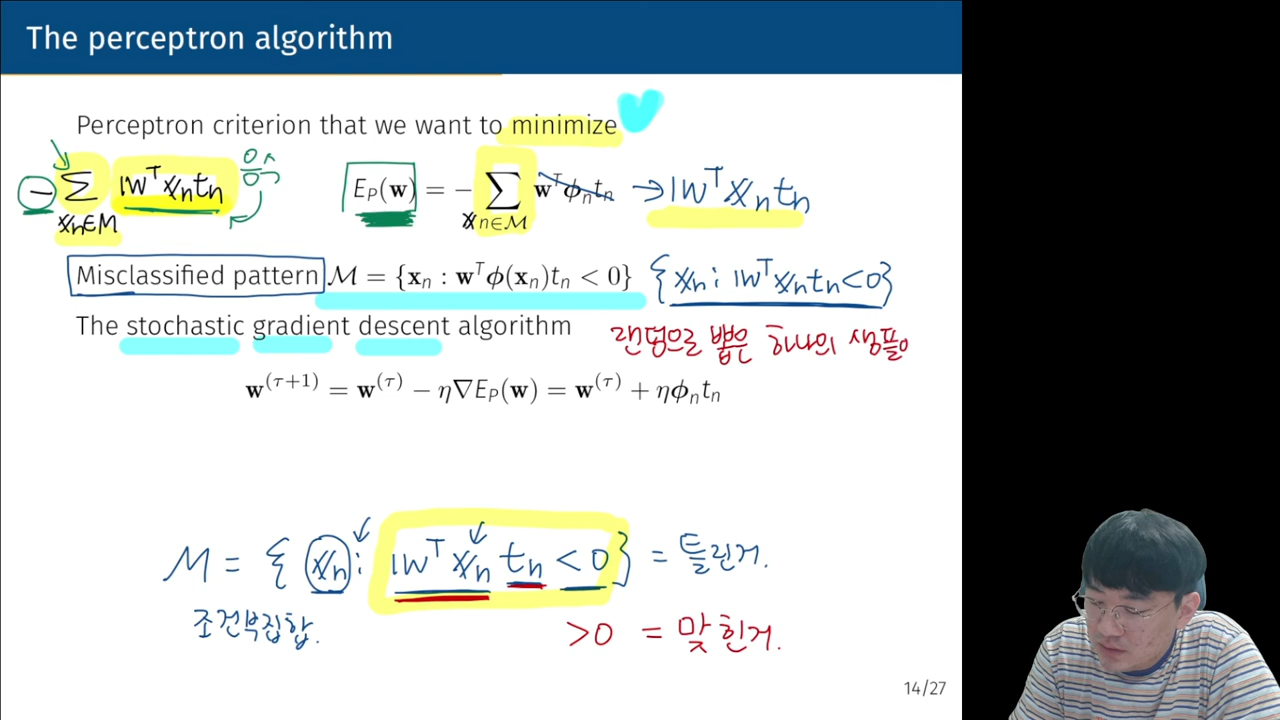 The perceptron algorithm
Perceptron criterion that we want to minimize
− ∑ wᵀxₙtₙ 음수
xₙ∈M
E_P(w) = − ∑ wᵀϕₙtₙ → wᵀxₙtₙ
xₙ∈M
Misclassified pattern M = {xₙ : wᵀϕ(xₙ)tₙ < 0} {xₙ : wᵀxₙtₙ<0}
The stochastic gradient descent algorithm
랜덤으로 뽑은 하나의 샘플
w^(τ+1) = w^(τ) − η∇E_P(w) = w^(τ) + ηϕₙtₙ
M = { xₙ : wᵀxₙ tₙ < 0 } = 틀린거.
조건부집합.
>0 = 맞힌거.
14/27